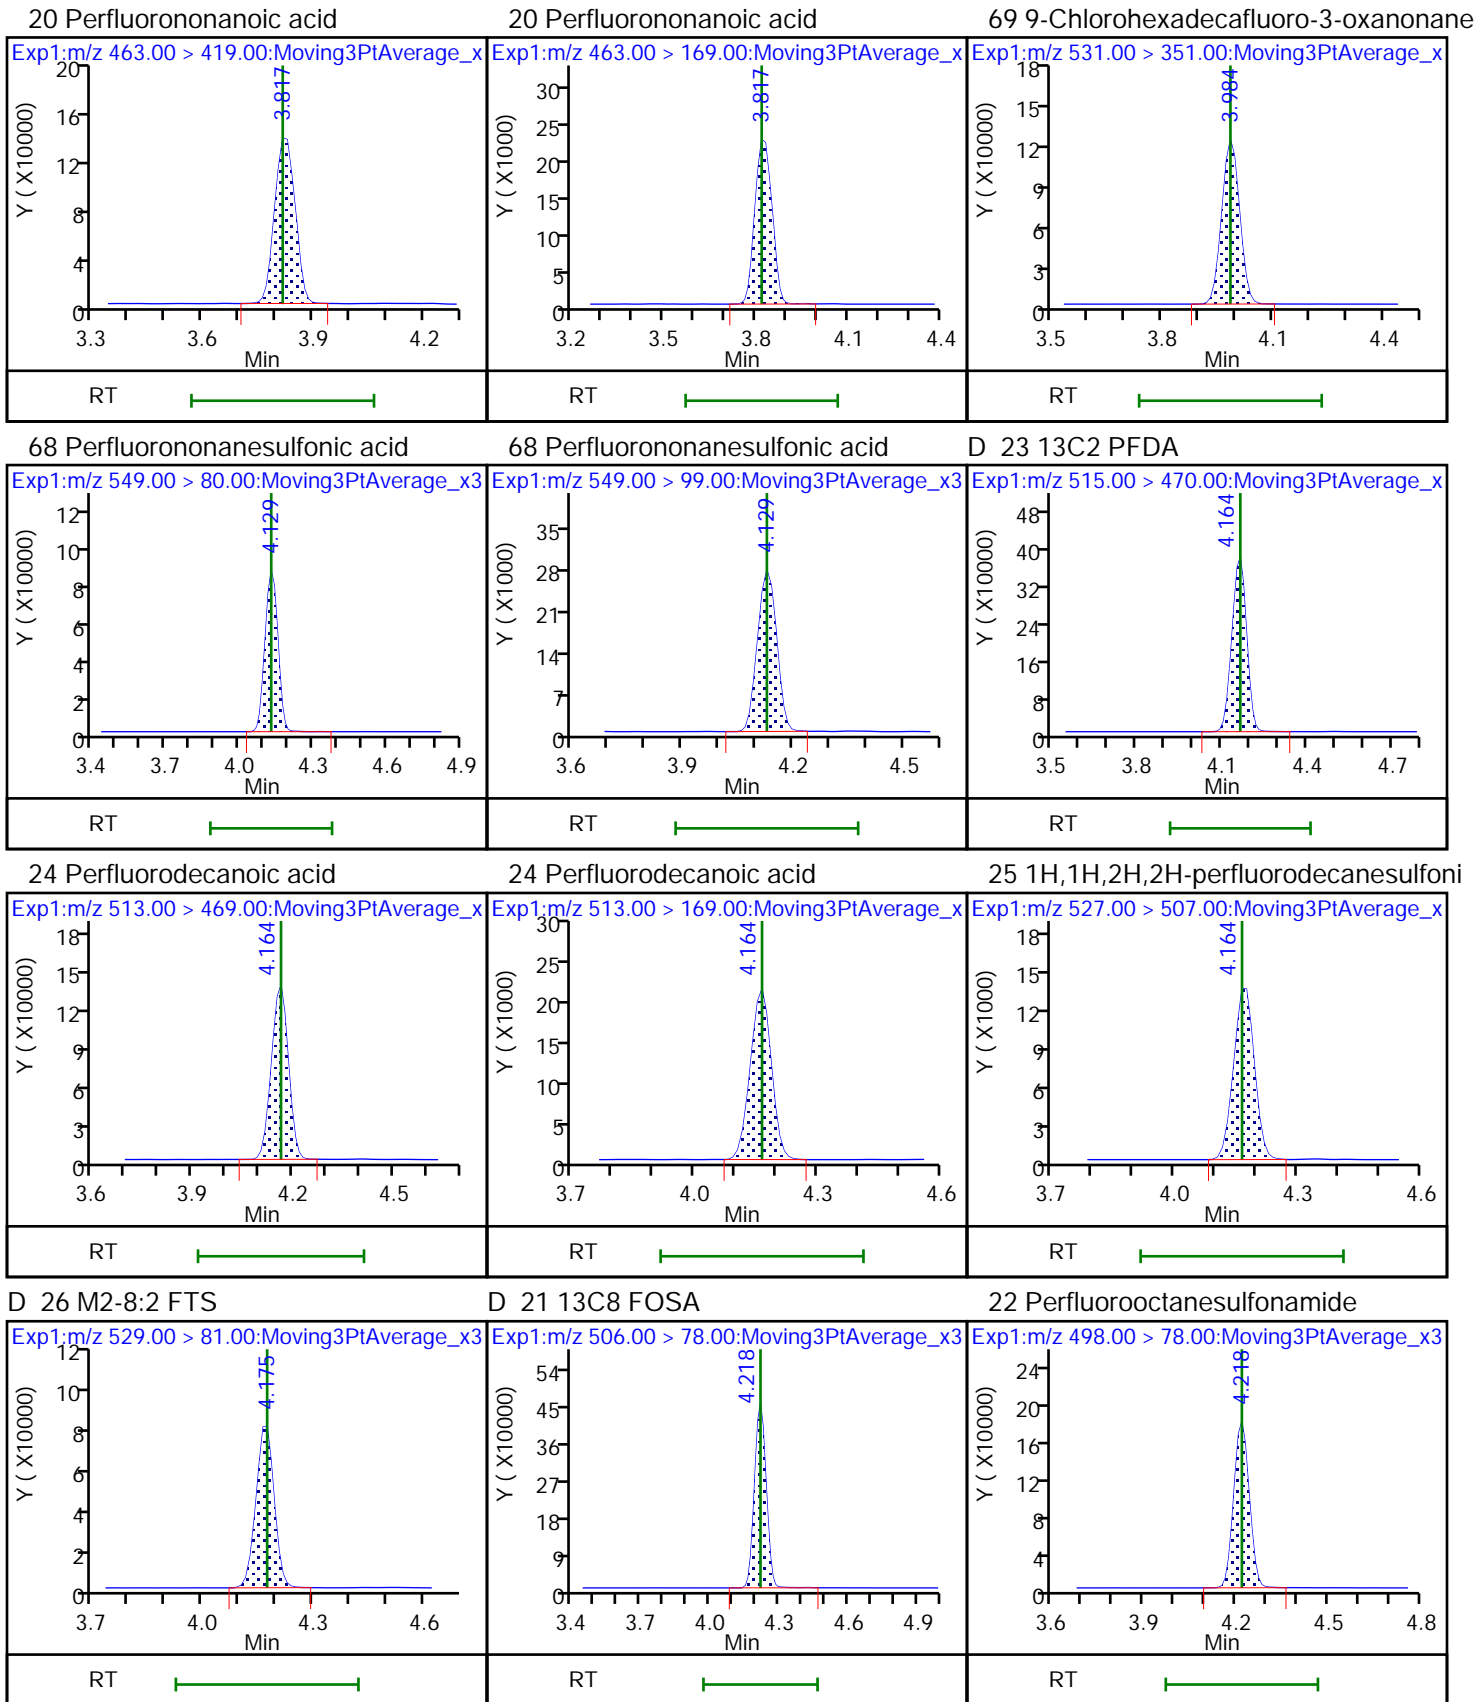 20 Perfluorononanoic acid
Exp1:m/z 463.00 > 419.00:Moving3PtAverage_x
Y ( X10000)
20
16
12
8
4
0
3.817
3.3 3.6 3.9 4.2
Min
RT
20 Perfluorononanoic acid
Exp1:m/z 463.00 > 169.00:Moving3PtAverage_x
Y ( X1000)
30
25
20
15
10
5
0
3.817
3.2 3.5 3.8 4.1 4.4
Min
RT
69 9-Chlorohexadecafluoro-3-oxanonane
Exp1:m/z 531.00 > 351.00:Moving3PtAverage_x
Y ( X10000)
18
15
12
9
6
3
0
3.984
3.5 3.8 4.1 4.4
Min
RT
68 Perfluorononanesulfonic acid
Exp1:m/z 549.00 > 80.00:Moving3PtAverage_x3
Y ( X10000)
12
10
8
6
4
2
0
4.129
3.4 3.7 4.0 4.3 4.6 4.9
Min
RT
68 Perfluorononanesulfonic acid
Exp1:m/z 549.00 > 99.00:Moving3PtAverage_x3
Y ( X1000)
35
28
21
14
7
0
4.129
3.6 3.9 4.2 4.5
Min
RT
D 23 13C2 PFDA
Exp1:m/z 515.00 > 470.00:Moving3PtAverage_x
Y ( X10000)
48
40
32
24
16
8
0
4.164
3.5 3.8 4.1 4.4 4.7
Min
RT
24 Perfluorodecanoic acid
Exp1:m/z 513.00 > 469.00:Moving3PtAverage_x
Y ( X10000)
18
15
12
9
6
3
0
4.164
3.6 3.9 4.2 4.5
Min
RT
24 Perfluorodecanoic acid
Exp1:m/z 513.00 > 169.00:Moving3PtAverage_x
Y ( X1000)
30
25
20
15
10
5
0
4.164
3.7 4.0 4.3 4.6
Min
RT
25 1H,1H,2H,2H-perfluorodecanesulfoni
Exp1:m/z 527.00 > 507.00:Moving3PtAverage_x
Y ( X1000)
18
15
12
9
6
3
0
4.164
3.7 4.0 4.3 4.6
Min
RT
D 26 M2-8:2 FTS
Exp1:m/z 529.00 > 81.00:Moving3PtAverage_x3
Y ( X10000)
12
10
8
6
4
2
0
4.175
3.7 4.0 4.3 4.6
Min
RT
D 21 13C8 FOSA
Exp1:m/z 506.00 > 78.00:Moving3PtAverage_x3
Y ( X10000)
54
45
36
27
18
9
0
4.218
3.4 3.7 4.0 4.3 4.6 4.9
Min
RT
22 Perfluorooctanesulfonamide
Exp1:m/z 498.00 > 78.00:Moving3PtAverage_x3
Y ( X10000)
24
20
16
12
8
4
0
4.218
3.6 3.9 4.2 4.5 4.8
Min
RT